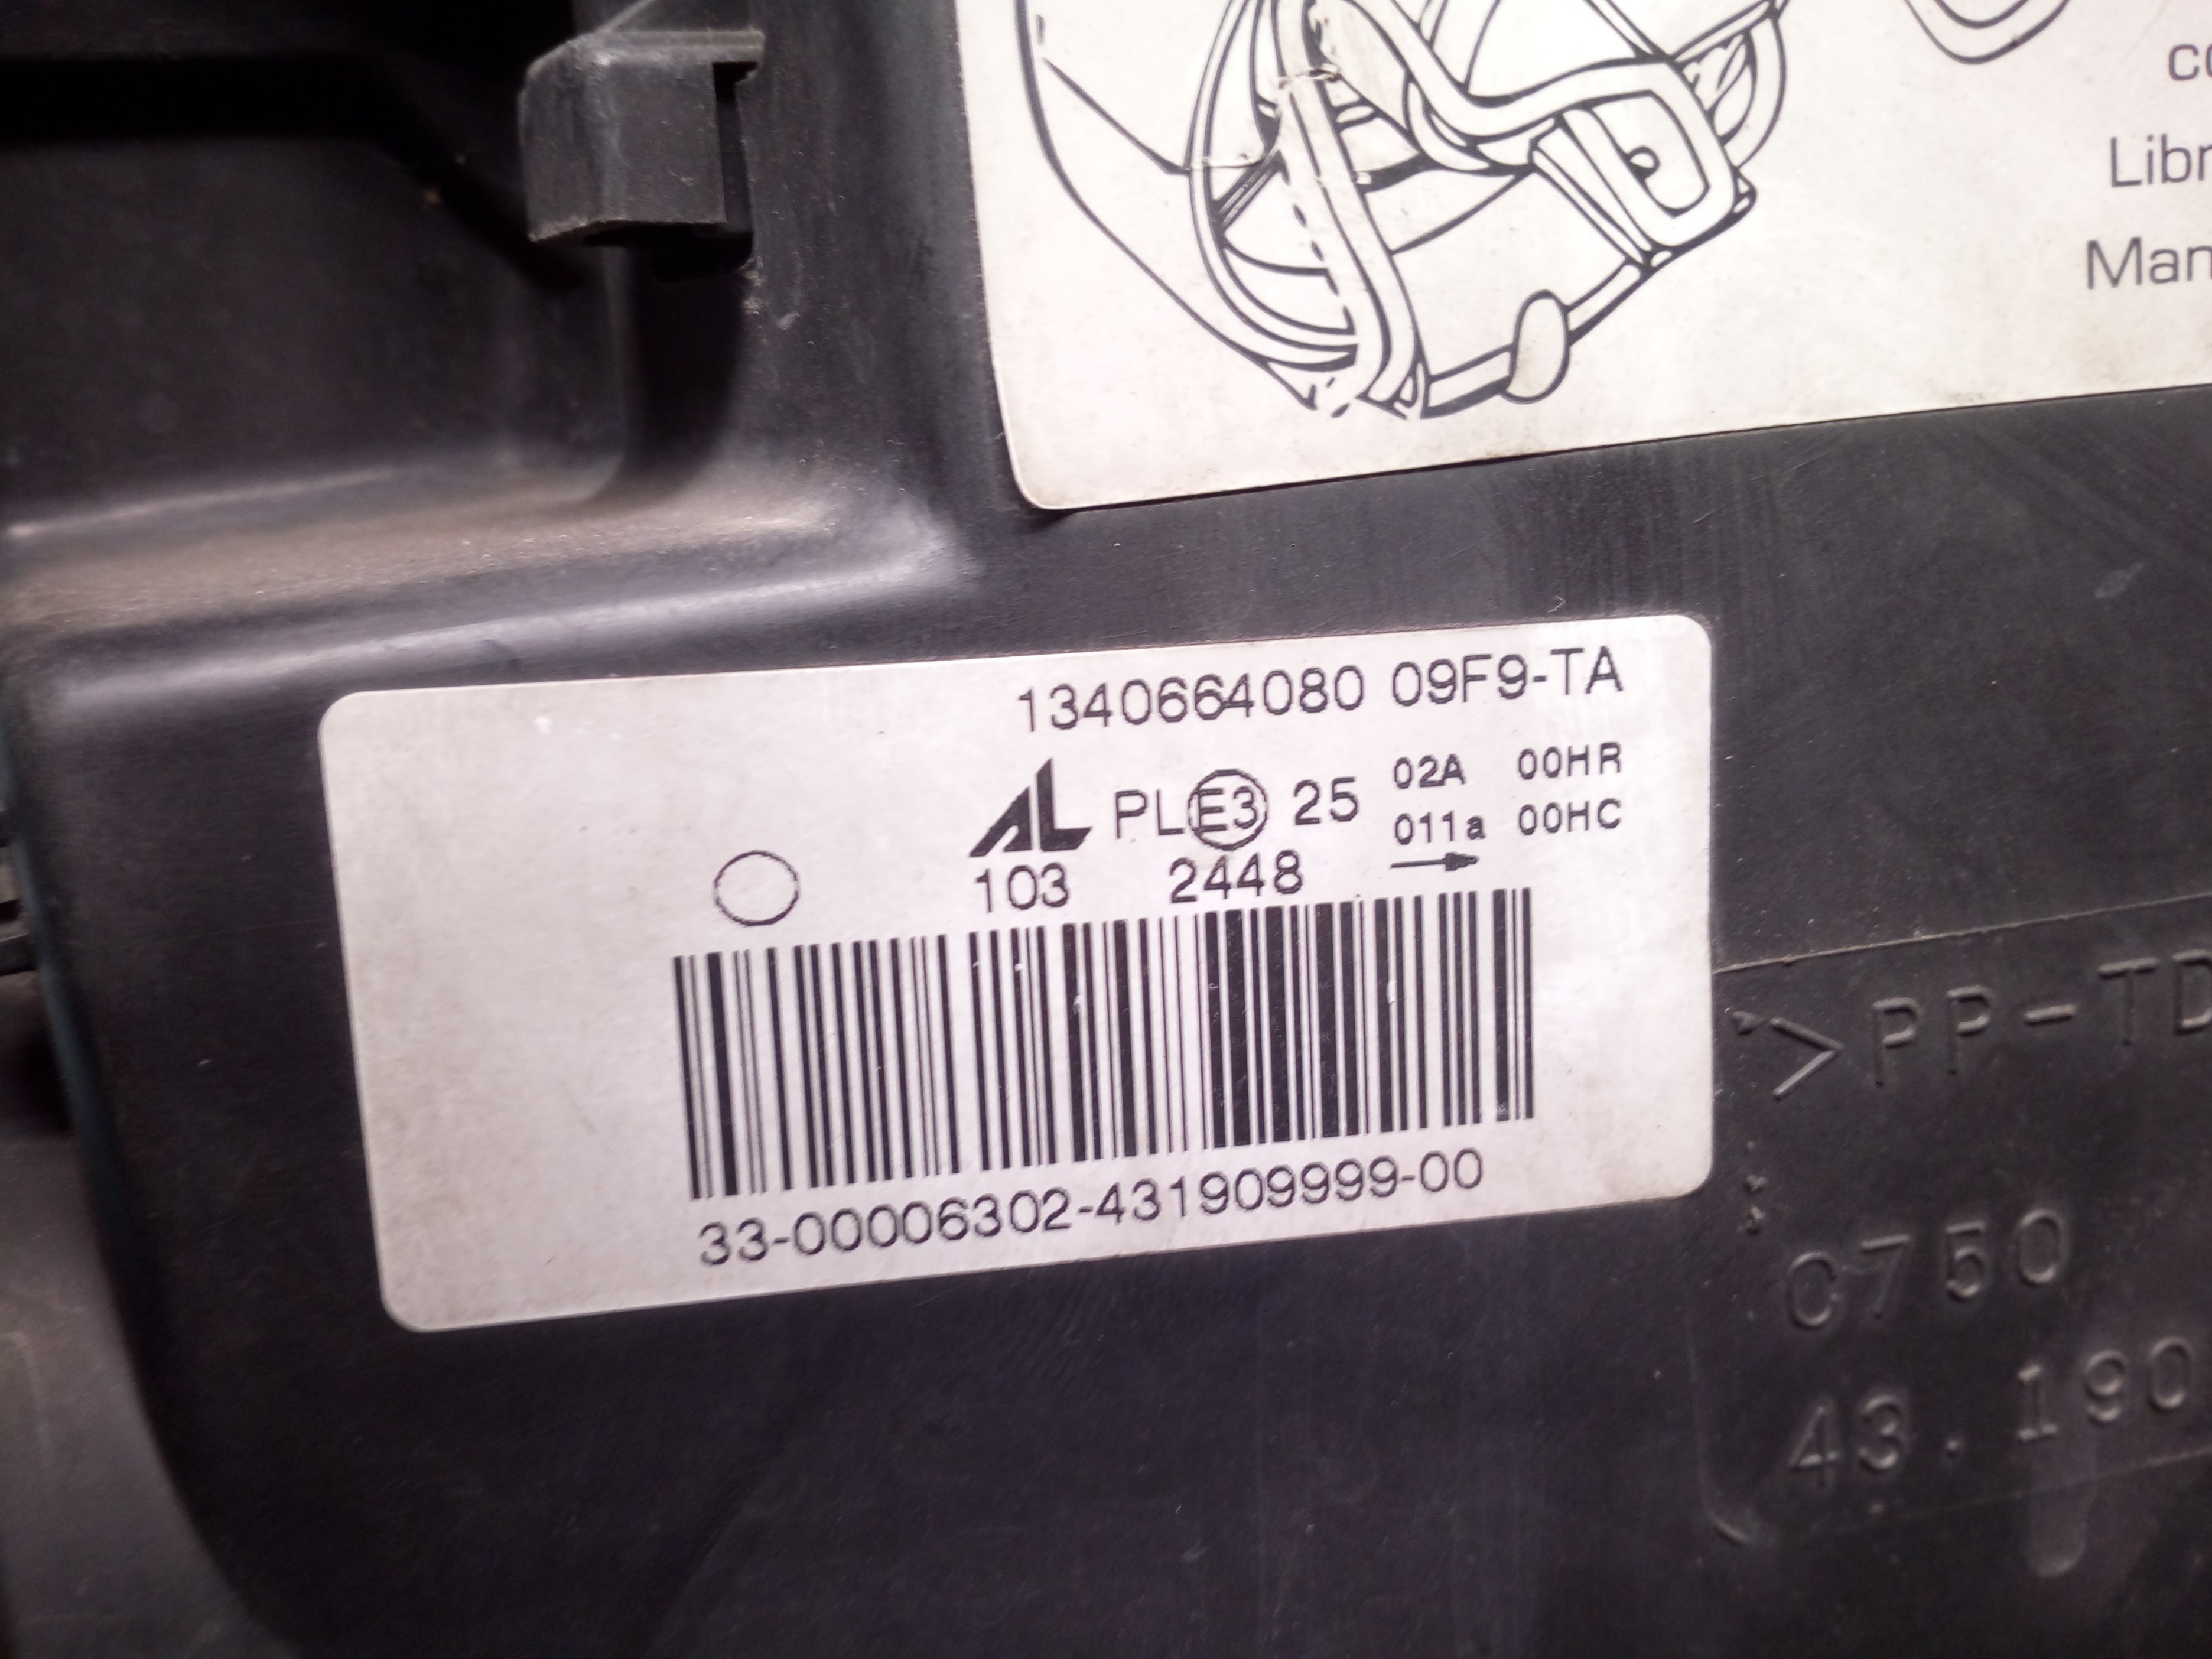 Libr
Man
1340664080 09F9-TA
AL PL E3 25 02A 00HR
011a 00HC
103 2448
33-00006302-431909999-00
>PP-TD
C750
43.190